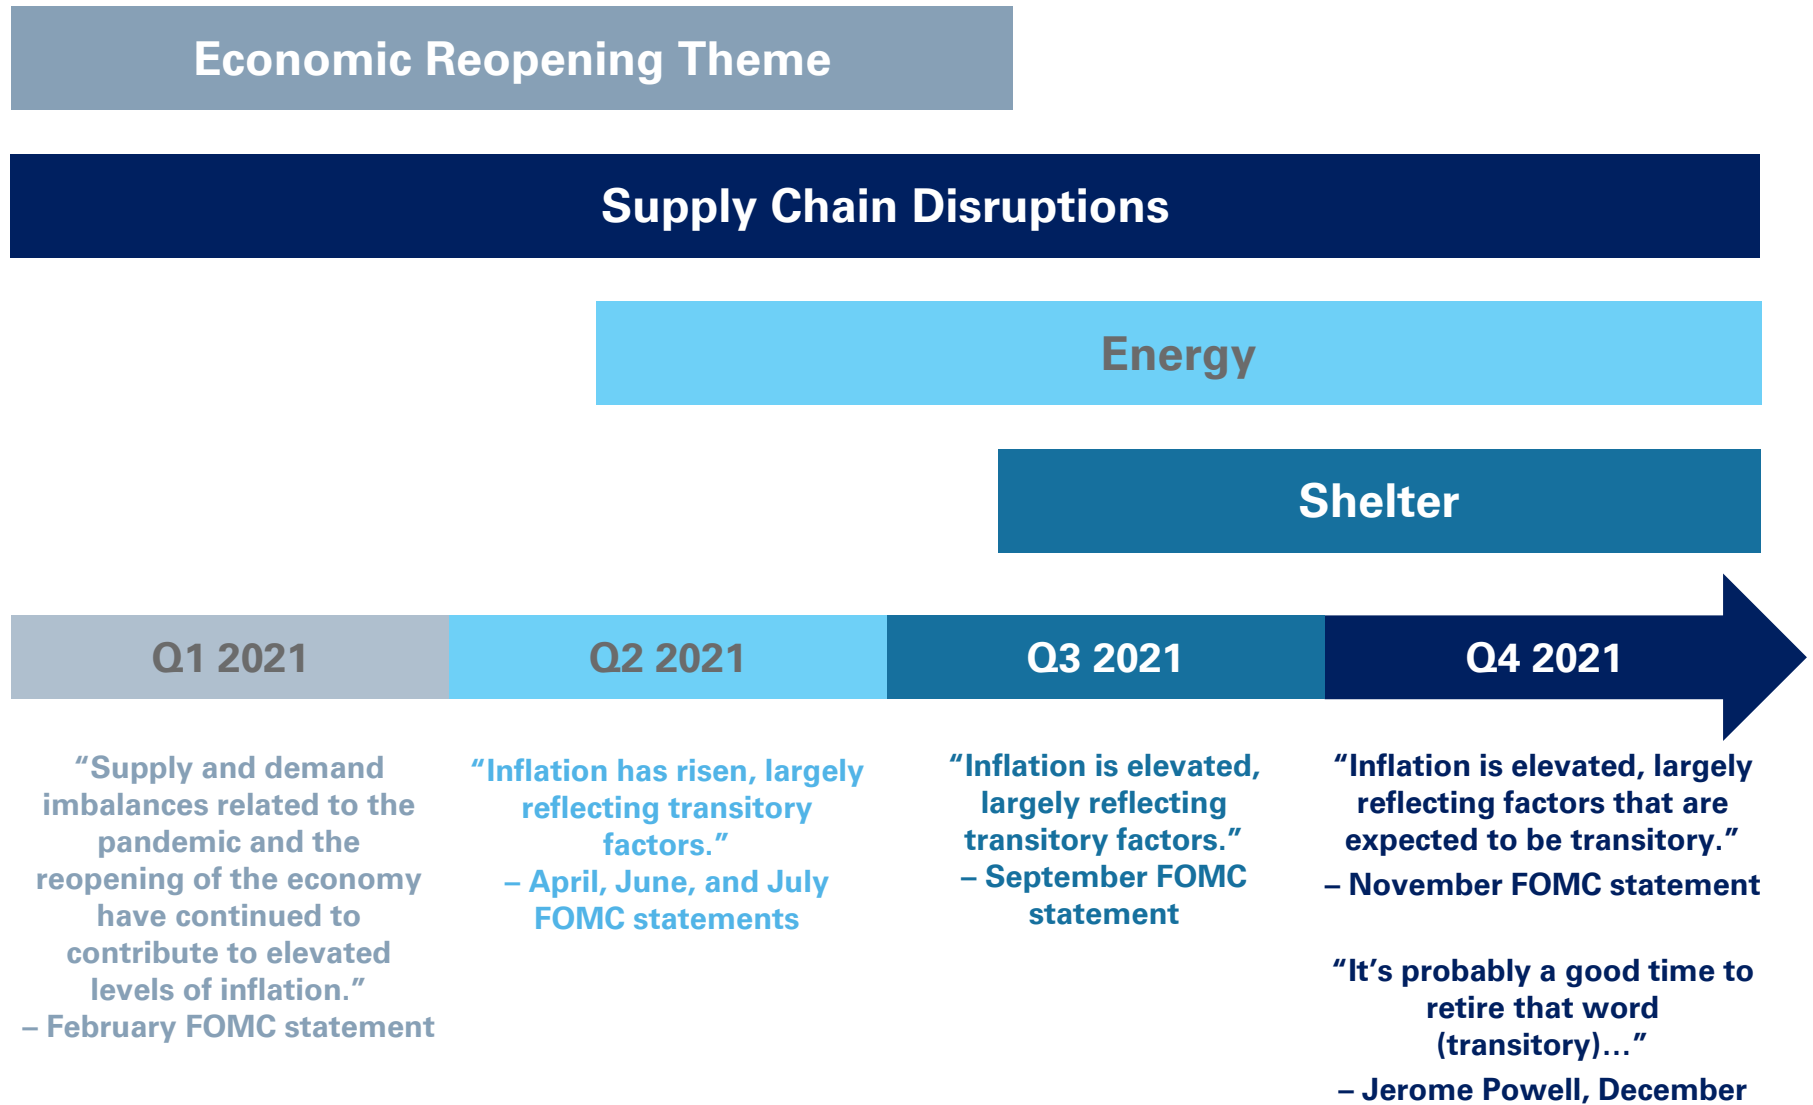 Economic Reopening Theme
Supply Chain Disruptions
Energy
Shelter
Q1 2021
Q2 2021
Q3 2021
Q4 2021
“Supply and demand
imbalances related to the
pandemic and the
reopening of the economy
have continued to
contribute to elevated
levels of inflation.”
– February FOMC statement
“Inflation has risen, largely
reflecting transitory
factors.”
– April, June, and July
FOMC statements
“Inflation is elevated,
largely reflecting
transitory factors.”
– September FOMC
statement
“Inflation is elevated, largely
reflecting factors that are
expected to be transitory.”
– November FOMC statement
“It’s probably a good time to
retire that word
(transitory)…”
– Jerome Powell, December